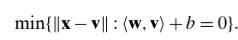 min{‖x − v‖ : ⟨w, v⟩ + b = 0}.